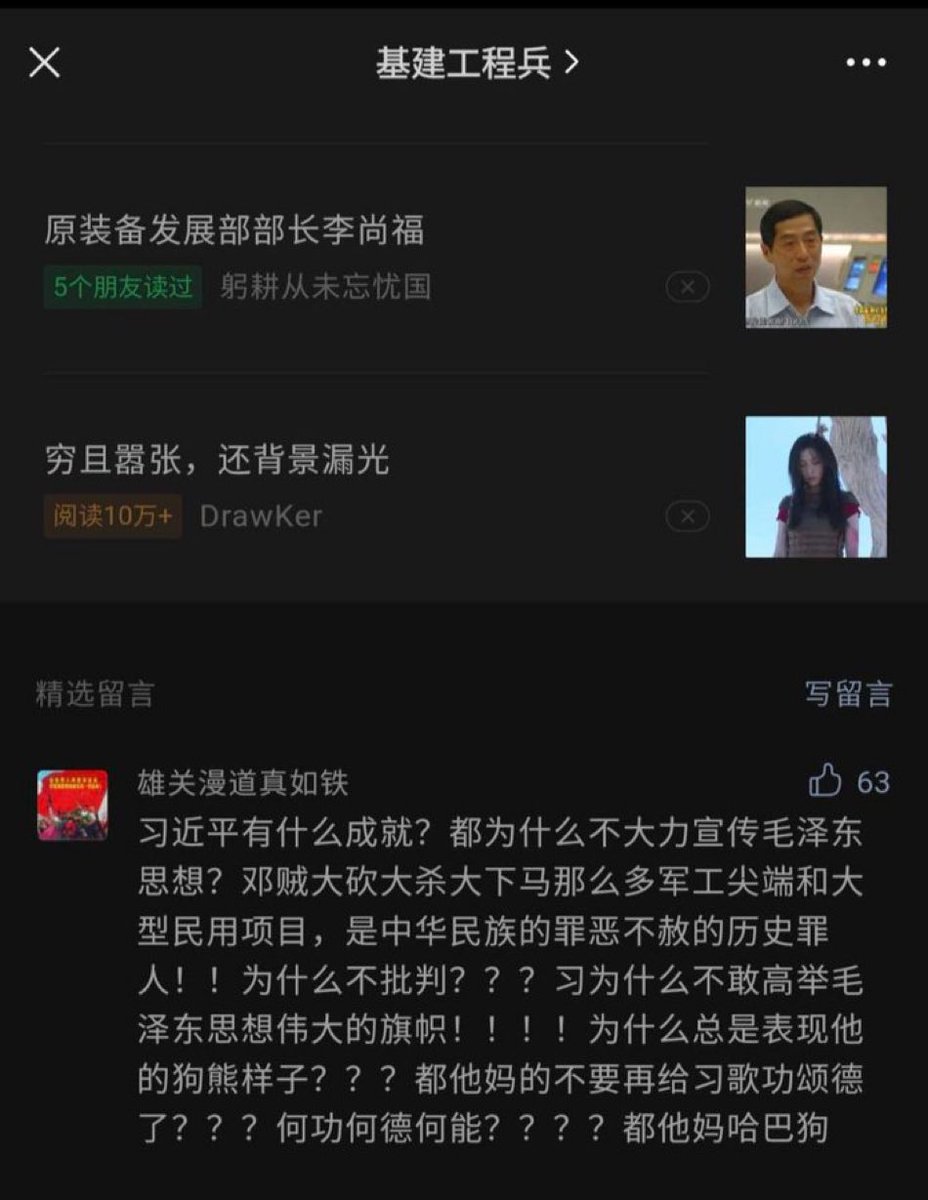 基建工程兵
原装备发展部部长李尚福
5个朋友读过 躬耕从未忘忧国
穷且嚣张，还背景漏光
阅读10万+ DrawKer
精选留言 写留言
雄关漫道真如铁 63
习近平有什么成就？都为什么不大力宣传毛泽东
思想？邓贼大砍大杀大下马那么多军工尖端和大
型民用项目，是中华民族的罪恶不赦的历史罪
人！！为什么不批判？？？习为什么不敢高举毛
泽东思想伟大的旗帜！！！！为什么总是表现他
的狗熊样子？？？都他妈的不要再给习歌功颂德
了？？？何功何德何能？？？？都他妈哈巴狗